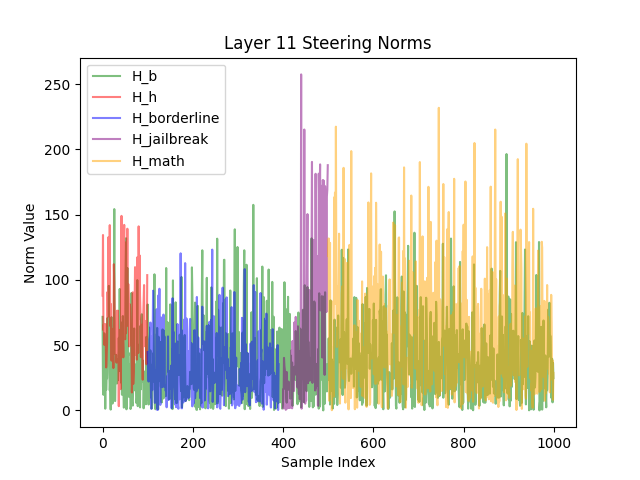 Layer 11 Steering Norms
H_b
H_h
H_borderline
H_jailbreak
H_math
250
200
150
100
50
0
Norm Value
0
200
400
600
800
1000
Sample Index